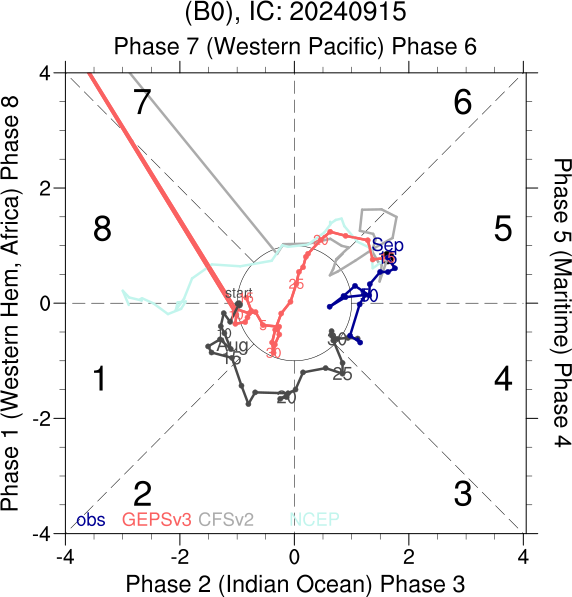 (B0), IC: 20240915
Phase 7 (Western Pacific) Phase 6
4
7
6
2
8
5
Sep
15
20
25
start
0
5
30
10
Aug
15
1
4
-2
25
20
2
3
obs GEPSv3 CFSv2 NCEP
-4
-4 -2 0 2 4
Phase 2 (Indian Ocean) Phase 3
Phase 1 (Western Hem, Africa) Phase 8
Phase 5 (Maritime) Phase 4